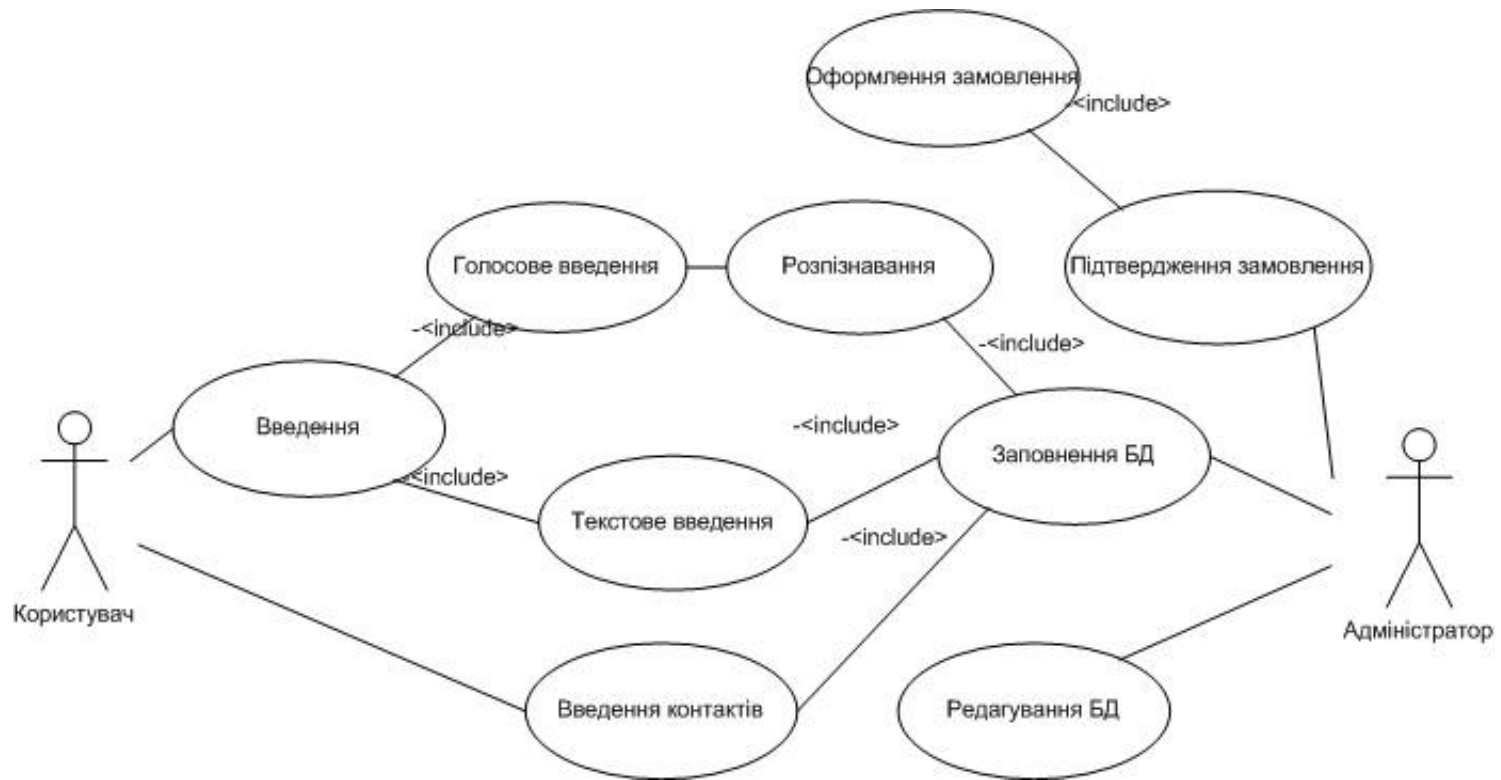 Оформлення замовлення
-<include>
Голосове введення
Розпізнавання
Підтвердження замовлення
-<include>
-<include>
Введення
-<include>
Заповнення БД
-<include>
Текстове введення
-<include>
Користувач
Адміністратор
Введення контактів
Редагування БД